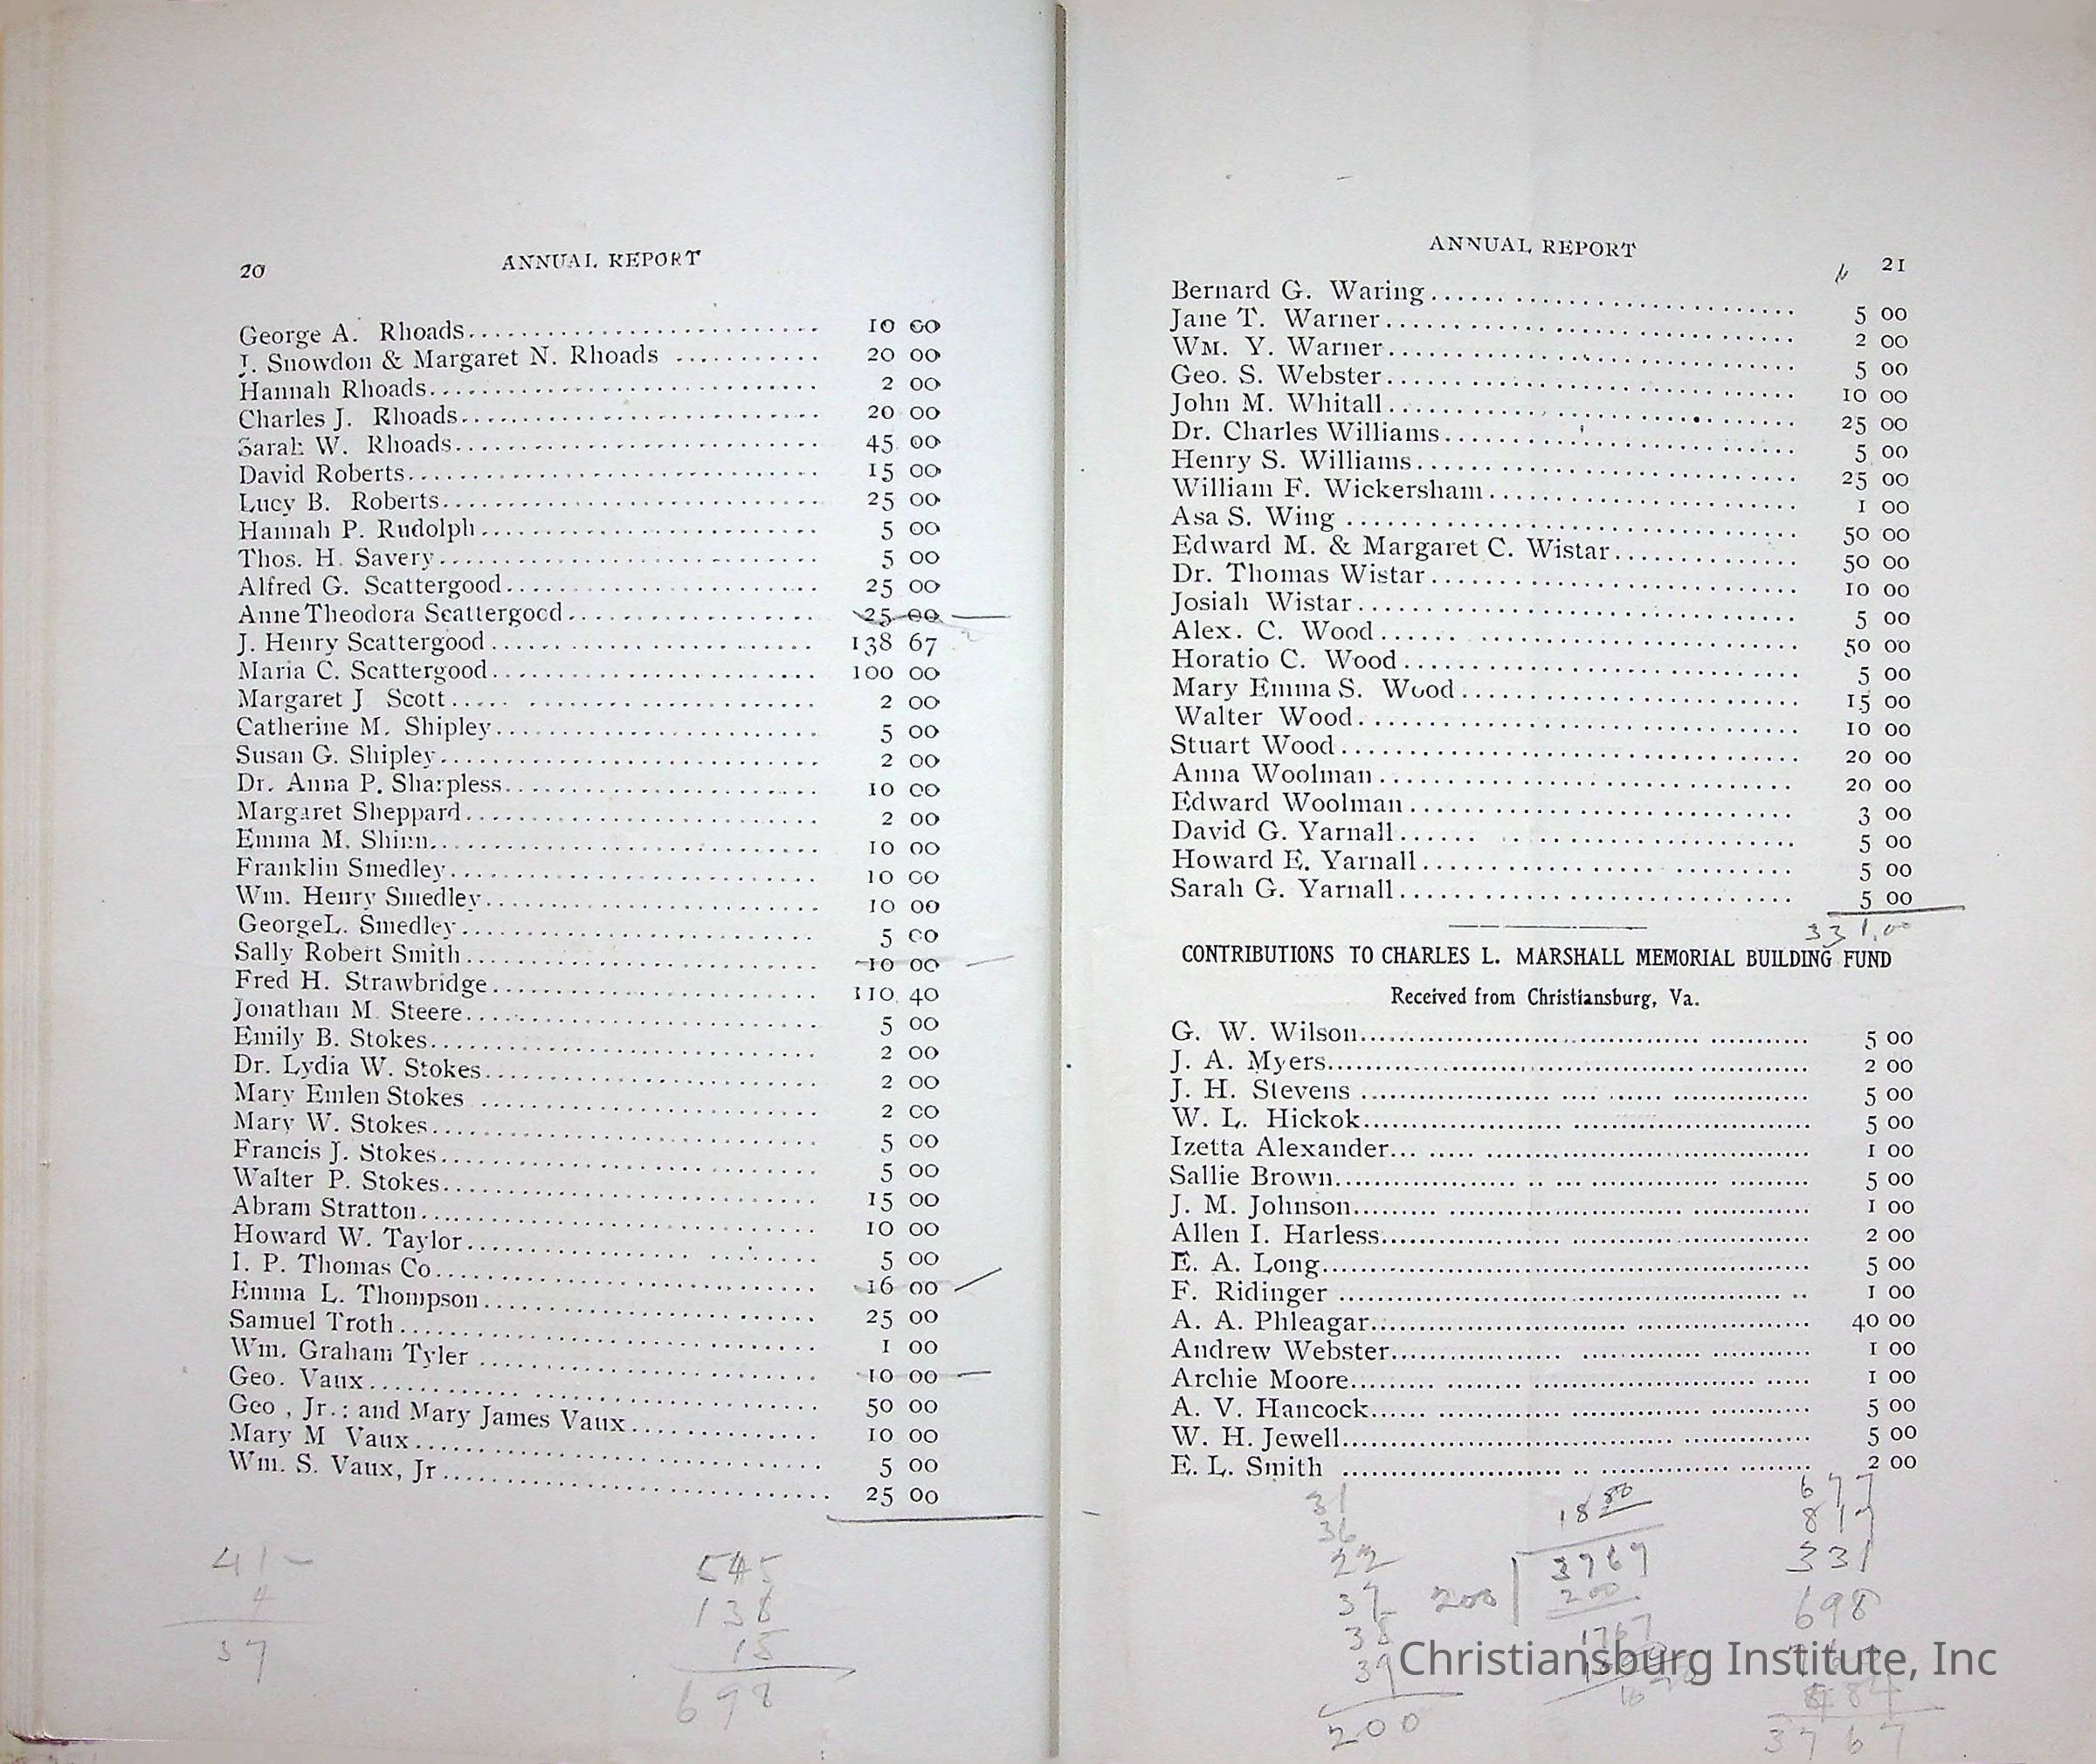 20 ANNUAL REPORT
George A. Rhoads 10 00
J. Snowdon & Margaret N. Rhoads 20 00
Hannah Rhoads 2 00
Charles J. Rhoads 20 00
Sarah W. Rhoads 45 00
David Roberts 15 00
Lucy B. Roberts 25 00
Hannah P. Rudolph 5 00
Thos. H. Savery 5 00
Alfred G. Scattergood 25 00
Anne Theodora Scattergood 25 00
J. Henry Scattergood 138 67
Maria C. Scattergood 100 00
Margaret J Scott 2 00
Catherine M. Shipley 5 00
Susan G. Shipley 2 00
Dr. Anna P. Sharpless 10 00
Margaret Sheppard 2 00
Emma M. Shinn 10 00
Franklin Smedley 10 00
Wm. Henry Smedley 10 00
GeorgeL. Smedley 5 00
Sally Robert Smith 10 00
Fred H. Strawbridge 110 40
Jonathan M Steere 5 00
Emily B. Stokes 2 00
Dr. Lydia W. Stokes 2 00
Mary Emlen Stokes 2 00
Mary W. Stokes 5 00
Francis J. Stokes 5 00
Walter P. Stokes 15 00
Abram Stratton 10 00
Howard W. Taylor 5 00
I. P. Thomas Co 16 00
Emma L. Thompson 25 00
Samuel Troth 1 00
Wm. Graham Tyler 10 00
Geo. Vaux 50 00
Geo , Jr.; and Mary James Vaux 10 00
Mary M Vaux 5 00
Wm. S. Vaux, Jr 25 00
41 -
4
37
545
138
15
698
ANNUAL REPORT 21
Bernard G. Waring 5 00
Jane T. Warner 2 00
WM. Y. Warner 5 00
Geo. S. Webster 10 00
John M. Whitall 25 00
Dr. Charles Williams 5 00
Henry S. Williams 25 00
William F. Wickersham 1 00
Asa S. Wing 50 00
Edward M. & Margaret C. Wistar 50 00
Dr. Thomas Wistar 10 00
Josiah Wistar 5 00
Alex. C. Wood 50 00
Horatio C. Wood 5 00
Mary Emma S. Wood 15 00
Walter Wood 10 00
Stuart Wood 20 00
Anna Woolman 20 00
Edward Woolman 3 00
David G. Yarnall 5 00
Howard E. Yarnall 5 00
Sarah G. Yarnall 5 00
331.00
CONTRIBUTIONS TO CHARLES L. MARSHALL MEMORIAL BUILDING FUND
Received from Christiansburg, Va.
G. W. Wilson 5 00
J. A. Myers 2 00
J. H. Stevens 5 00
W. L. Hickok 5 00
Izetta Alexander 1 00
Sallie Brown 5 00
J. M. Johnson 1 00
Allen I. Harless 2 00
E. A. Long 5 00
F. Ridinger 1 00
A. A. Phleagar 40 00
Andrew Webster 1 00
Archie Moore 1 00
A. V. Hancock 5 00
W. H. Jewell 5 00
E. L. Smith 2 00
31
36
22
37
38
39
200
18
200 3767
200
1767
677
817
331
698
3767
Christiansburg Institute, Inc